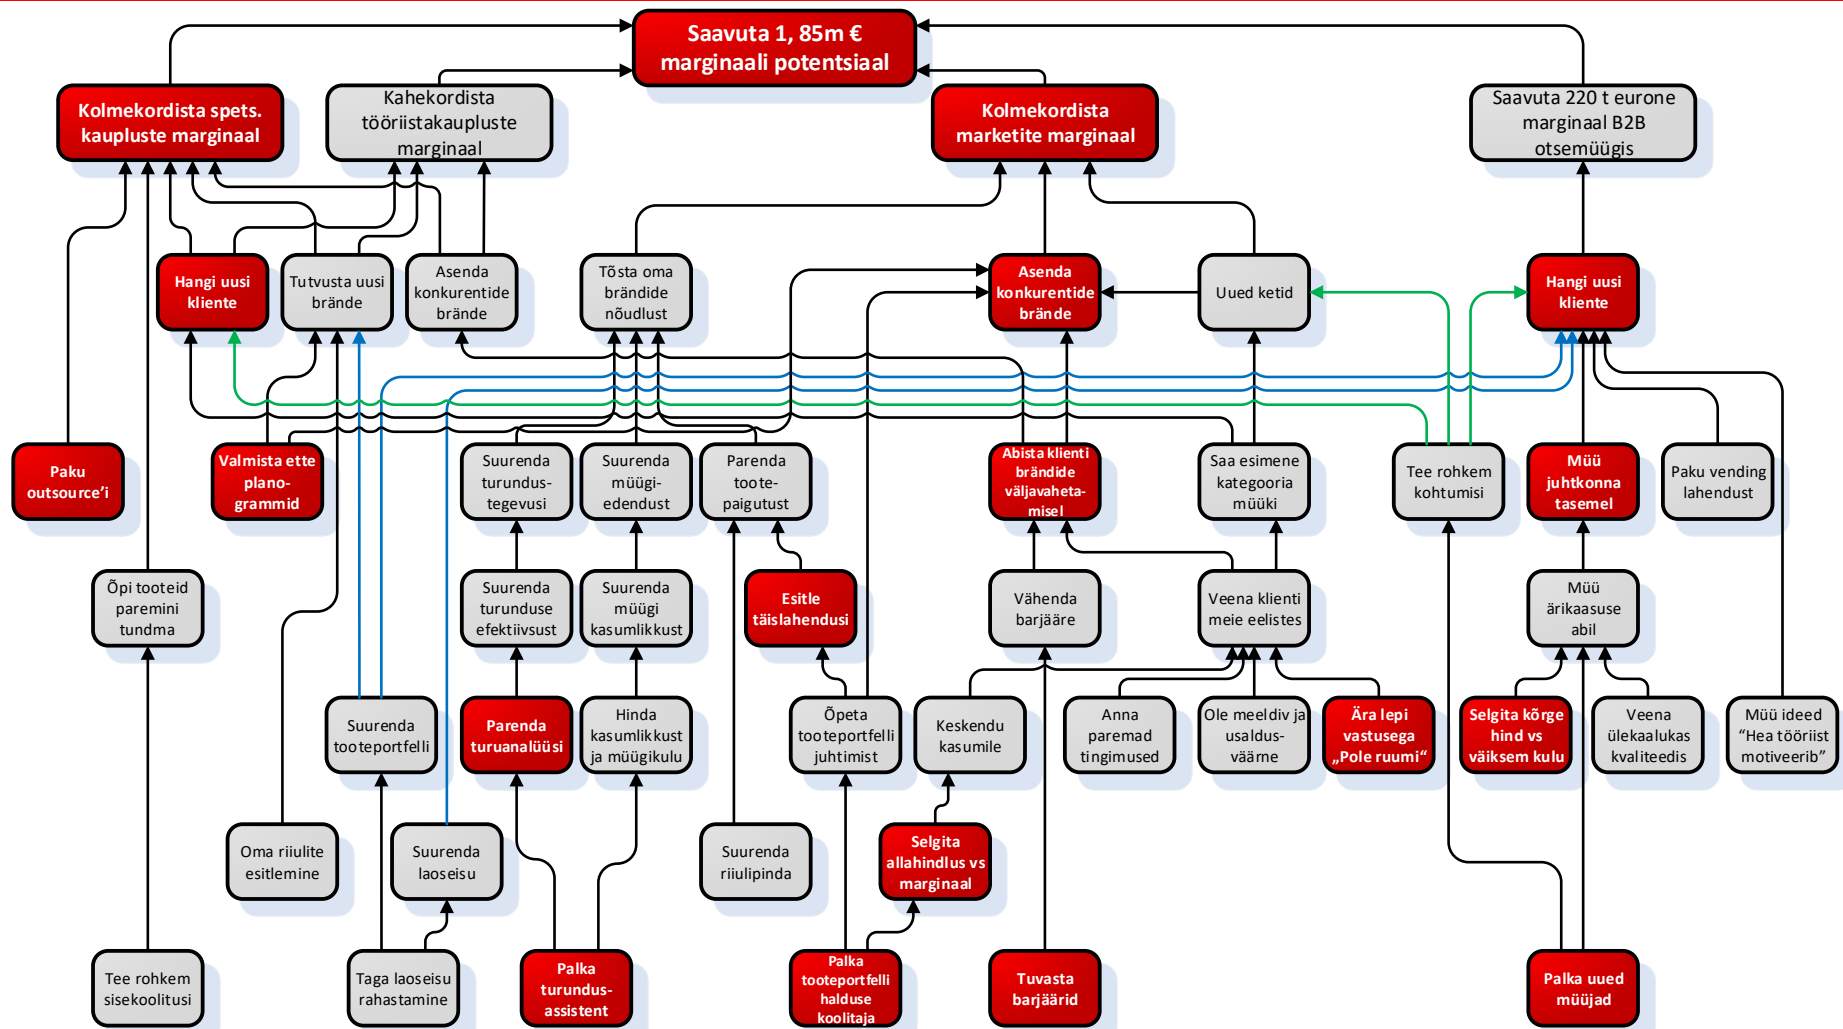 Saavuta 1, 85m €
marginaali potentsiaal
Kolmekordista spets.
kaupluste marginaal
Kahekordista
tööriistakaupluste
marginaal
Kolmekordista
marketite marginaal
Saavuta 220 t eurone
marginaal B2B
otsemüügis
Hangi uusi
kliente
Tutvusta uusi
brände
Asenda
konkurentide
brände
Tõsta oma
brändide
nõudlust
Asenda
konkurentide
brände
Uued ketid
Hangi uusi
kliente
Paku
outsource’i
Valmista ette
plano-
grammid
Suurenda
turundus-
tegevusi
Suurenda
müügi-
edendust
Parenda
toote-
paigutust
Abista klienti
brändide
väljavaheta-
misel
Saa esimene
kategooria
müüki
Tee rohkem
kohtumisi
Müü
juhtkonna
tasemel
Paku vending
lahendust
Õpi tooteid
paremini
tundma
Suurenda
turunduse
efektiivsust
Suurenda
müügi
kasumlikkust
Esitle
täislahendusi
Vähenda
barjääre
Veena klienti
meie eelistes
Müü
ärikaasuse
abil
Suurenda
tooteportfelli
Parenda
turuanalüüsi
Hinda
kasumlikkust
ja müügikulu
Õpeta
tooteportfelli
juhtimist
Keskendu
kasumile
Anna
paremad
tingimused
Ole meeldiv ja
usaldus-
väärne
Ära lepi
vastusega
„Pole ruumi“
Selgita kõrge
hind vs
väiksem kulu
Veena
ülekaalukas
kvaliteedis
Müü ideed
“Hea tööriist
motiveerib”
Oma riiulite
esitlemine
Suurenda
laoseisu
Suurenda
riiulipinda
Selgita
allahindlus vs
marginaal
Tee rohkem
sisekoolitusi
Taga laoseisu
rahastamine
Palka
turundus-
assistent
Palka
tooteportfelli
halduse
koolitaja
Tuvasta
barjäärid
Palka uued
müüjad